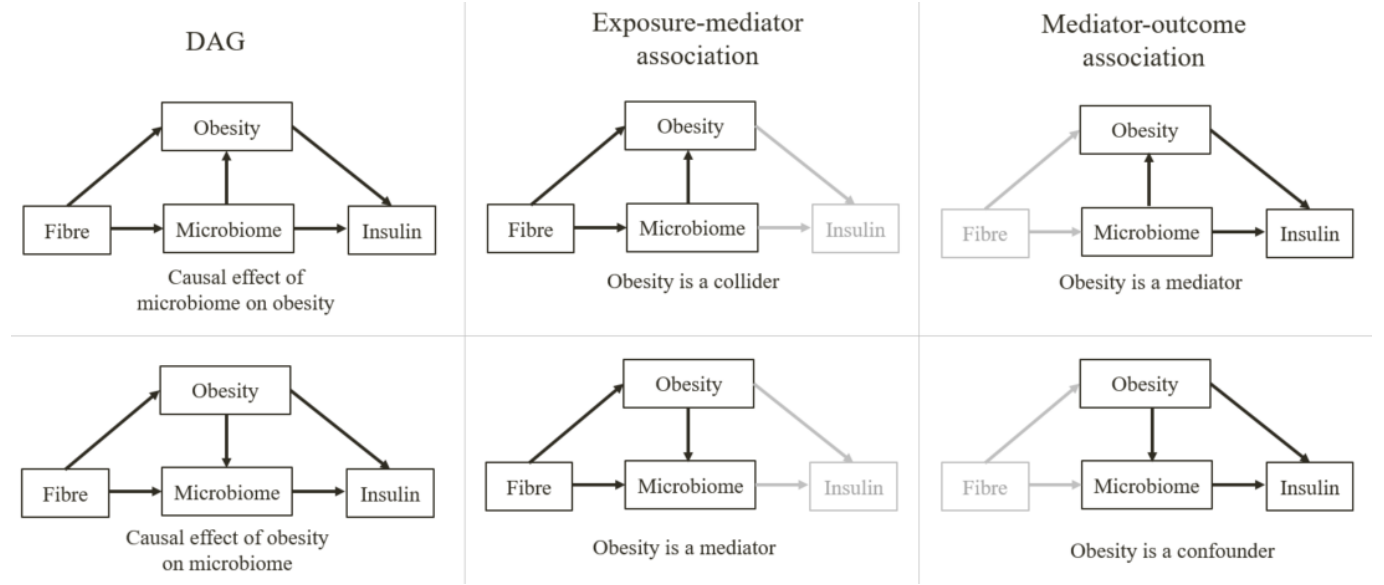 DAG
Exposure-mediator
association
Mediator-outcome
association
Obesity
Fibre
Microbiome
Insulin
Causal effect of
microbiome on obesity
Obesity
Fibre
Microbiome
Insulin
Obesity is a collider
Obesity
Fibre
Microbiome
Insulin
Obesity is a mediator
Obesity
Fibre
Microbiome
Insulin
Causal effect of obesity
on microbiome
Obesity
Fibre
Microbiome
Insulin
Obesity is a mediator
Obesity
Fibre
Microbiome
Insulin
Obesity is a confounder